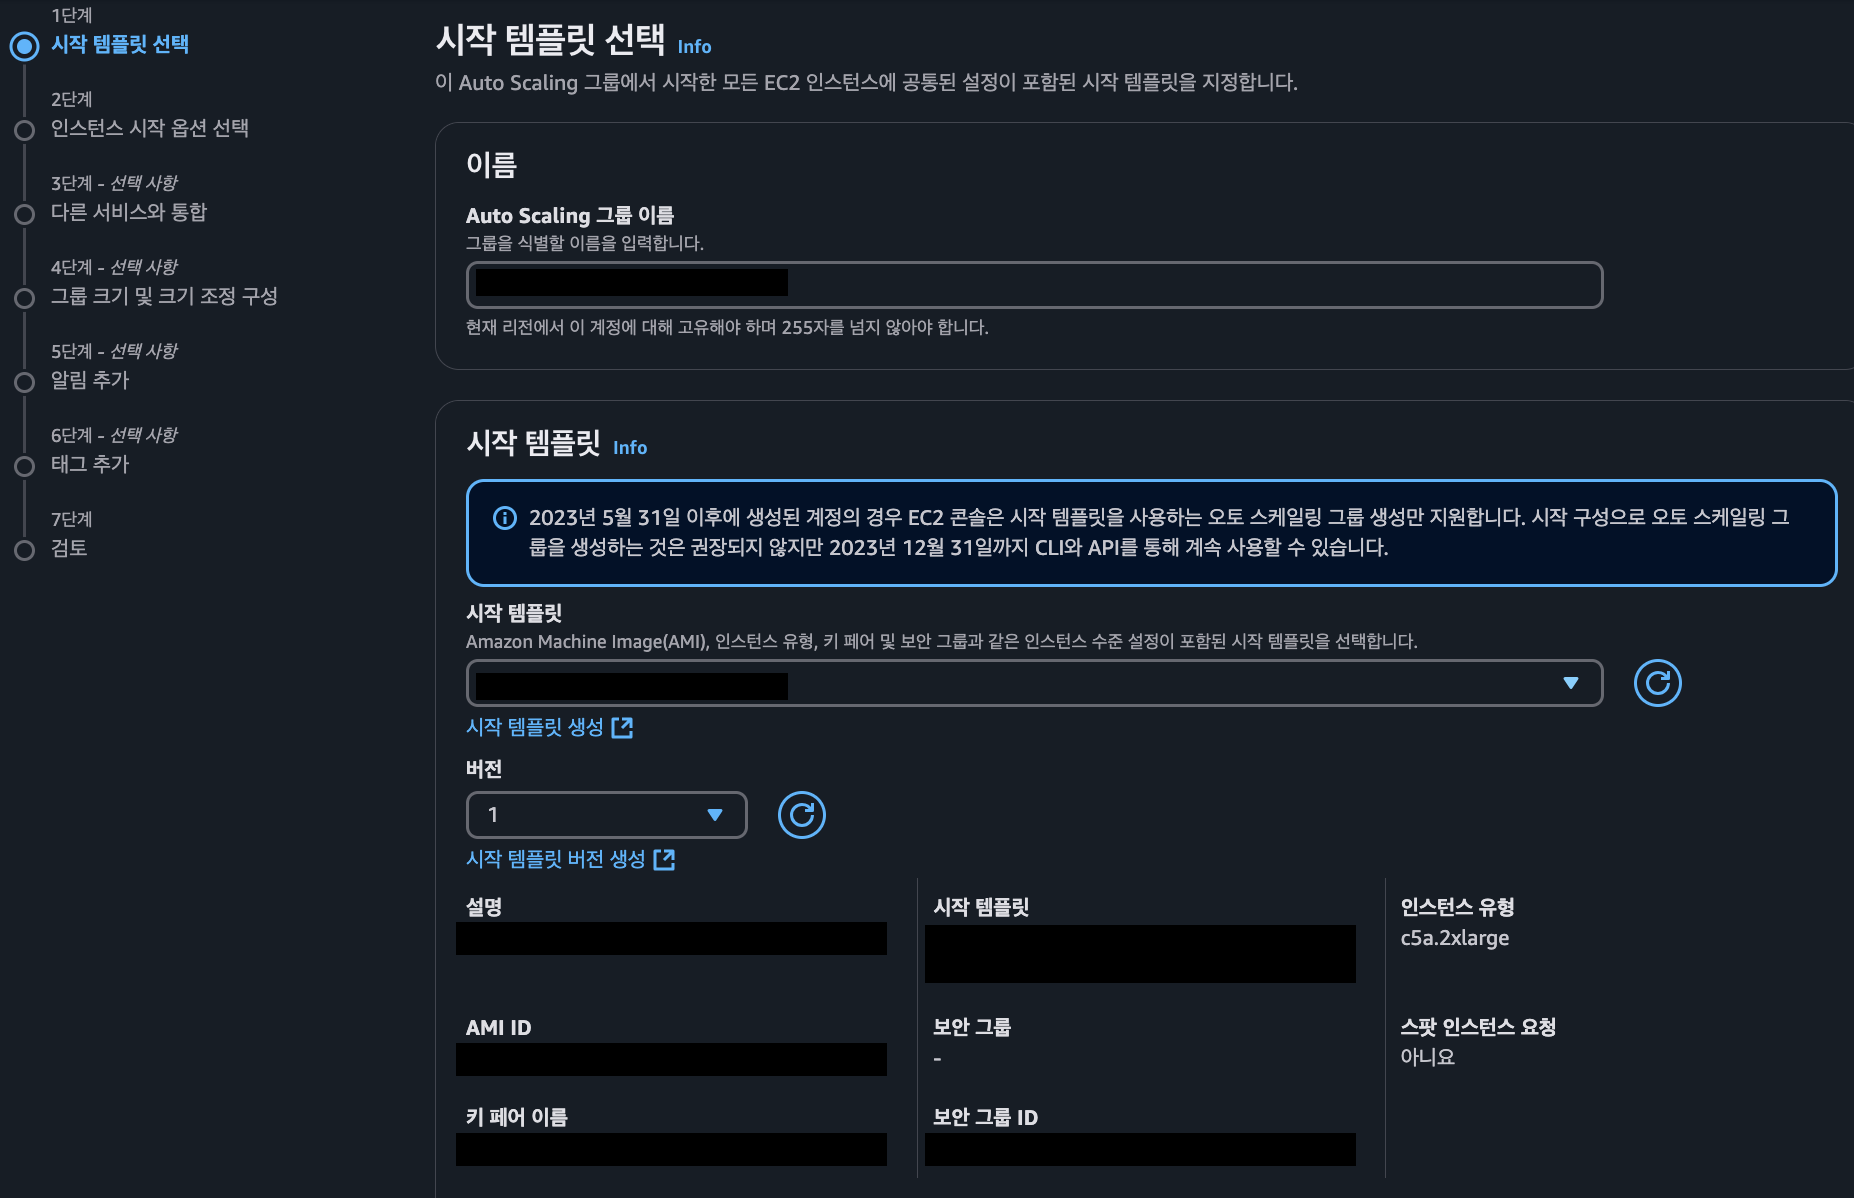 1단계
시작 템플릿 선택
2단계
인스턴스 시작 옵션 선택
3단계 - 선택 사항
다른 서비스와 통합
4단계 - 선택 사항
그룹 크기 및 크기 조정 구성
5단계 - 선택 사항
알림 추가
6단계 - 선택 사항
태그 추가
7단계
검토
시작 템플릿 선택 Info
이 Auto Scaling 그룹에서 시작한 모든 EC2 인스턴스에 공통된 설정이 포함된 시작 템플릿을 지정합니다.
이름
Auto Scaling 그룹 이름
그룹을 식별할 이름을 입력합니다.
현재 리전에서 이 계정에 대해 고유해야 하며 255자를 넘지 않아야 합니다.
시작 템플릿 Info
2023년 5월 31일 이후에 생성된 계정의 경우 EC2 콘솔은 시작 템플릿을 사용하는 오토 스케일링 그룹 생성만 지원합니다. 시작 구성으로 오토 스케일링 그
룹을 생성하는 것은 권장되지 않지만 2023년 12월 31일까지 CLI와 API를 통해 계속 사용할 수 있습니다.
시작 템플릿
Amazon Machine Image(AMI), 인스턴스 유형, 키 페어 및 보안 그룹과 같은 인스턴스 수준 설정이 포함된 시작 템플릿을 선택합니다.
시작 템플릿 생성
버전
1
시작 템플릿 버전 생성
설명
시작 템플릿
인스턴스 유형
c5a.2xlarge
AMI ID
보안 그룹
-
스팟 인스턴스 요청
아니요
키 페어 이름
보안 그룹 ID